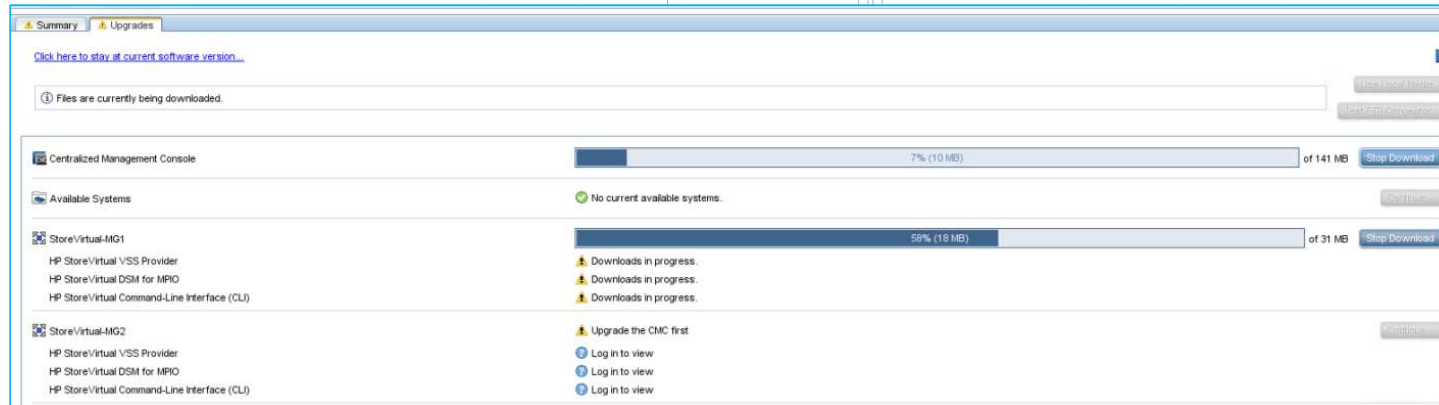 Summary Upgrades
Click here to stay at current software version...
Files are currently being downloaded.
Centralized Management Console 7% (10 MB) of 141 MB Stop Download
Available Systems No current available systems. Continue...
StoreVirtual-MG1 58% (18 MB) of 31 MB Stop Download
HP StoreVirtual VSS Provider Downloads in progress.
HP StoreVirtual DSM for MPIO Downloads in progress.
HP StoreVirtual Command-Line Interface (CLI) Downloads in progress.
StoreVirtual-MG2 Upgrade the CMC first Continue...
HP StoreVirtual VSS Provider Log in to view
HP StoreVirtual DSM for MPIO Log in to view
HP StoreVirtual Command-Line Interface (CLI) Log in to view